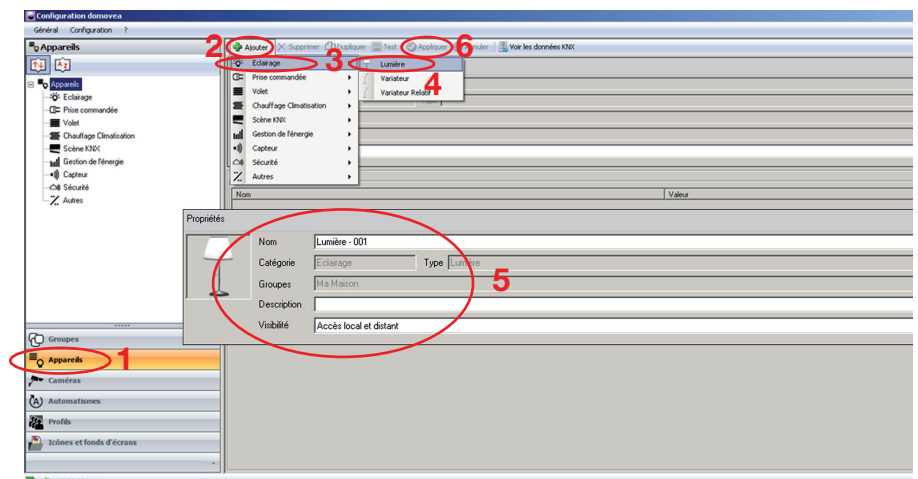 Configuration domovea
Général Configuration ?
Appareils
2 Ajouter Supprimer Dupliquer Test Appliquer 6 Annuler Voir les données KNX
Eclairage 3 Lumière
Prise commandée Variateur 4
Volet Variateur Relatif
Chauffage Climatisation
Scène KNX
Gestion de l'énergie
Capteur
Sécurité
Autres
Appareils
Eclairage
Prise commandée
Volet
Chauffage Climatisation
Scène KNX
Gestion de l'énergie
Capteur
Sécurité
Autres
Nom Valeur
Propriétés
Nom Lumière - 001
Catégorie Eclairage Type Lumière
Groupes Ma Maison 5
Description
Visibilité Accès local et distant
Groupes
Appareils 1
Caméras
Automatismes
Profils
Icônes et fonds d'écrans